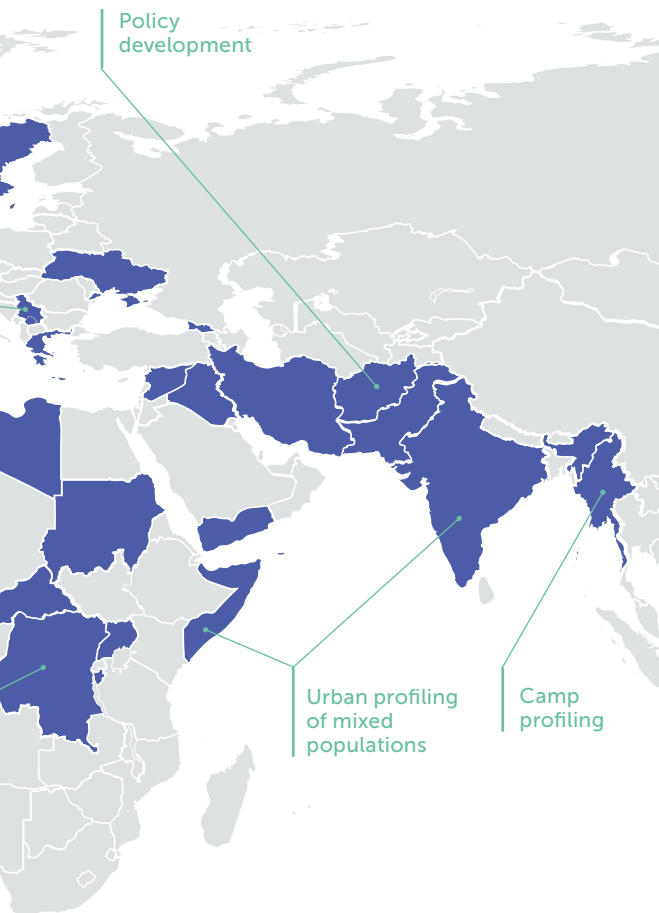 Policy
development
Urban profiling
of mixed
populations
Camp
profiling